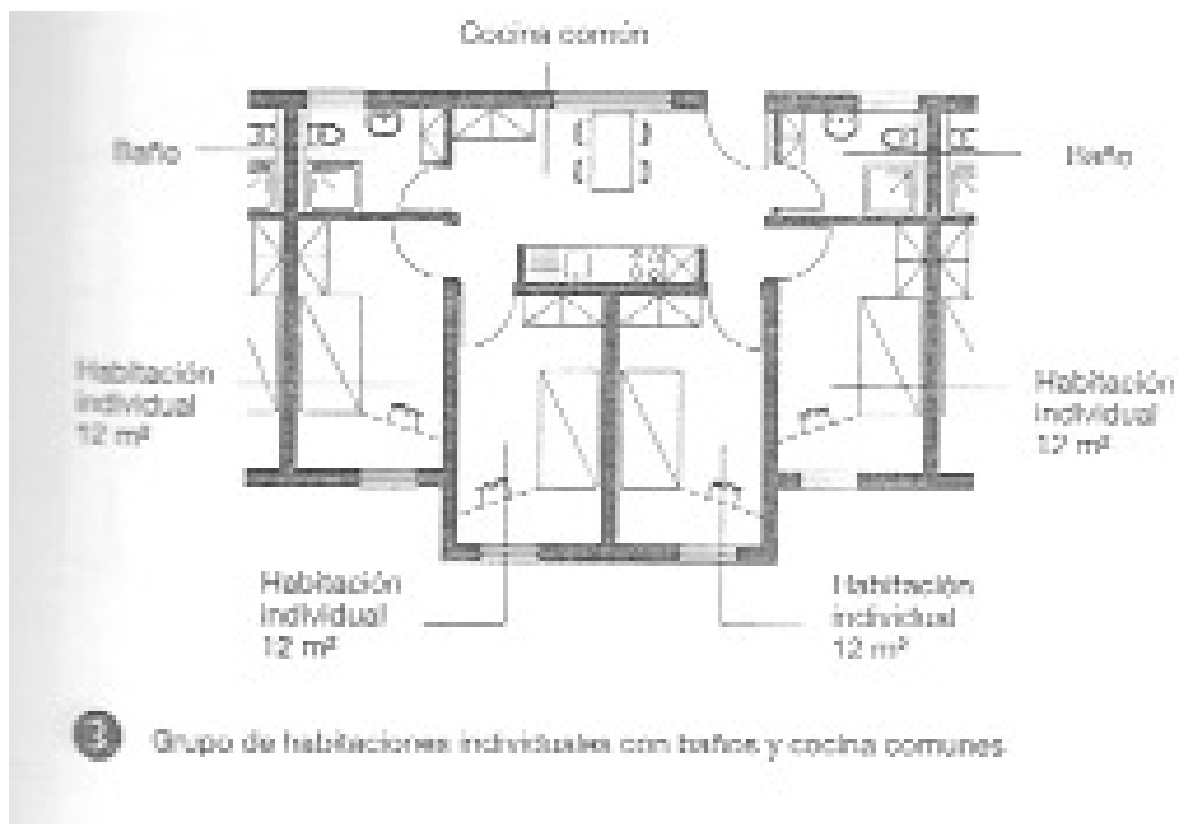 Cocina común
Baño
Baño
Habitación
individual
12 m²
Habitación
individual
12 m²
Habitación
individual
12 m²
Habitación
individual
12 m²
3 Grupo de habitaciones individuales con baños y cocina comunes